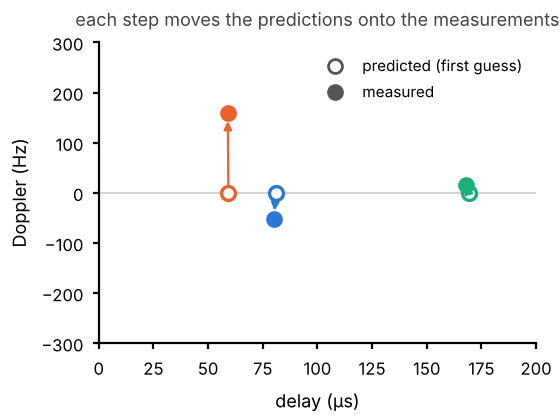 each step moves the predictions onto the measurements
predicted (first guess)
measured
Doppler (Hz)
300
200
100
0
−100
−200
−300
0 25 50 75 100 125 150 175 200
delay (μs)